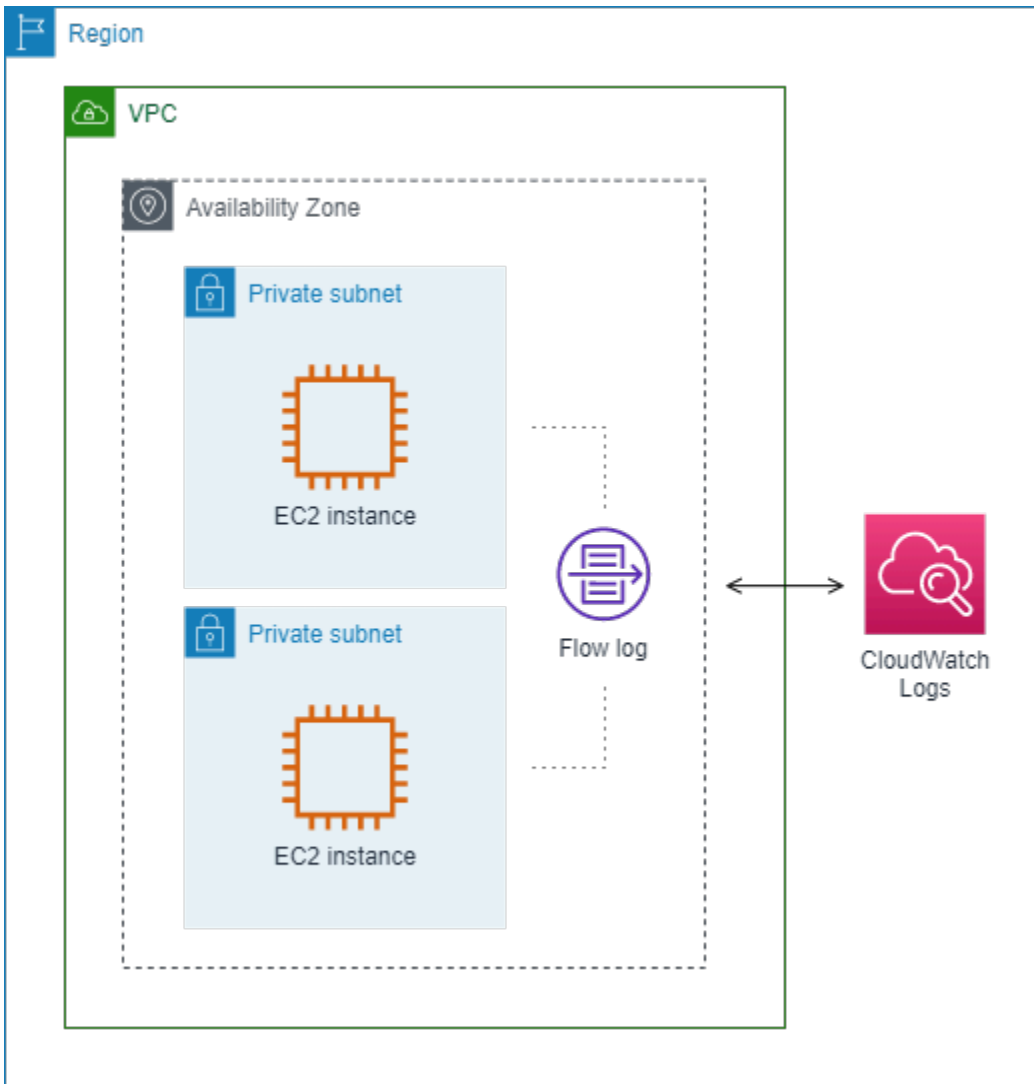 Region
VPC
Availability Zone
Private subnet
EC2 instance
Private subnet
EC2 instance
Flow log
CloudWatch
Logs